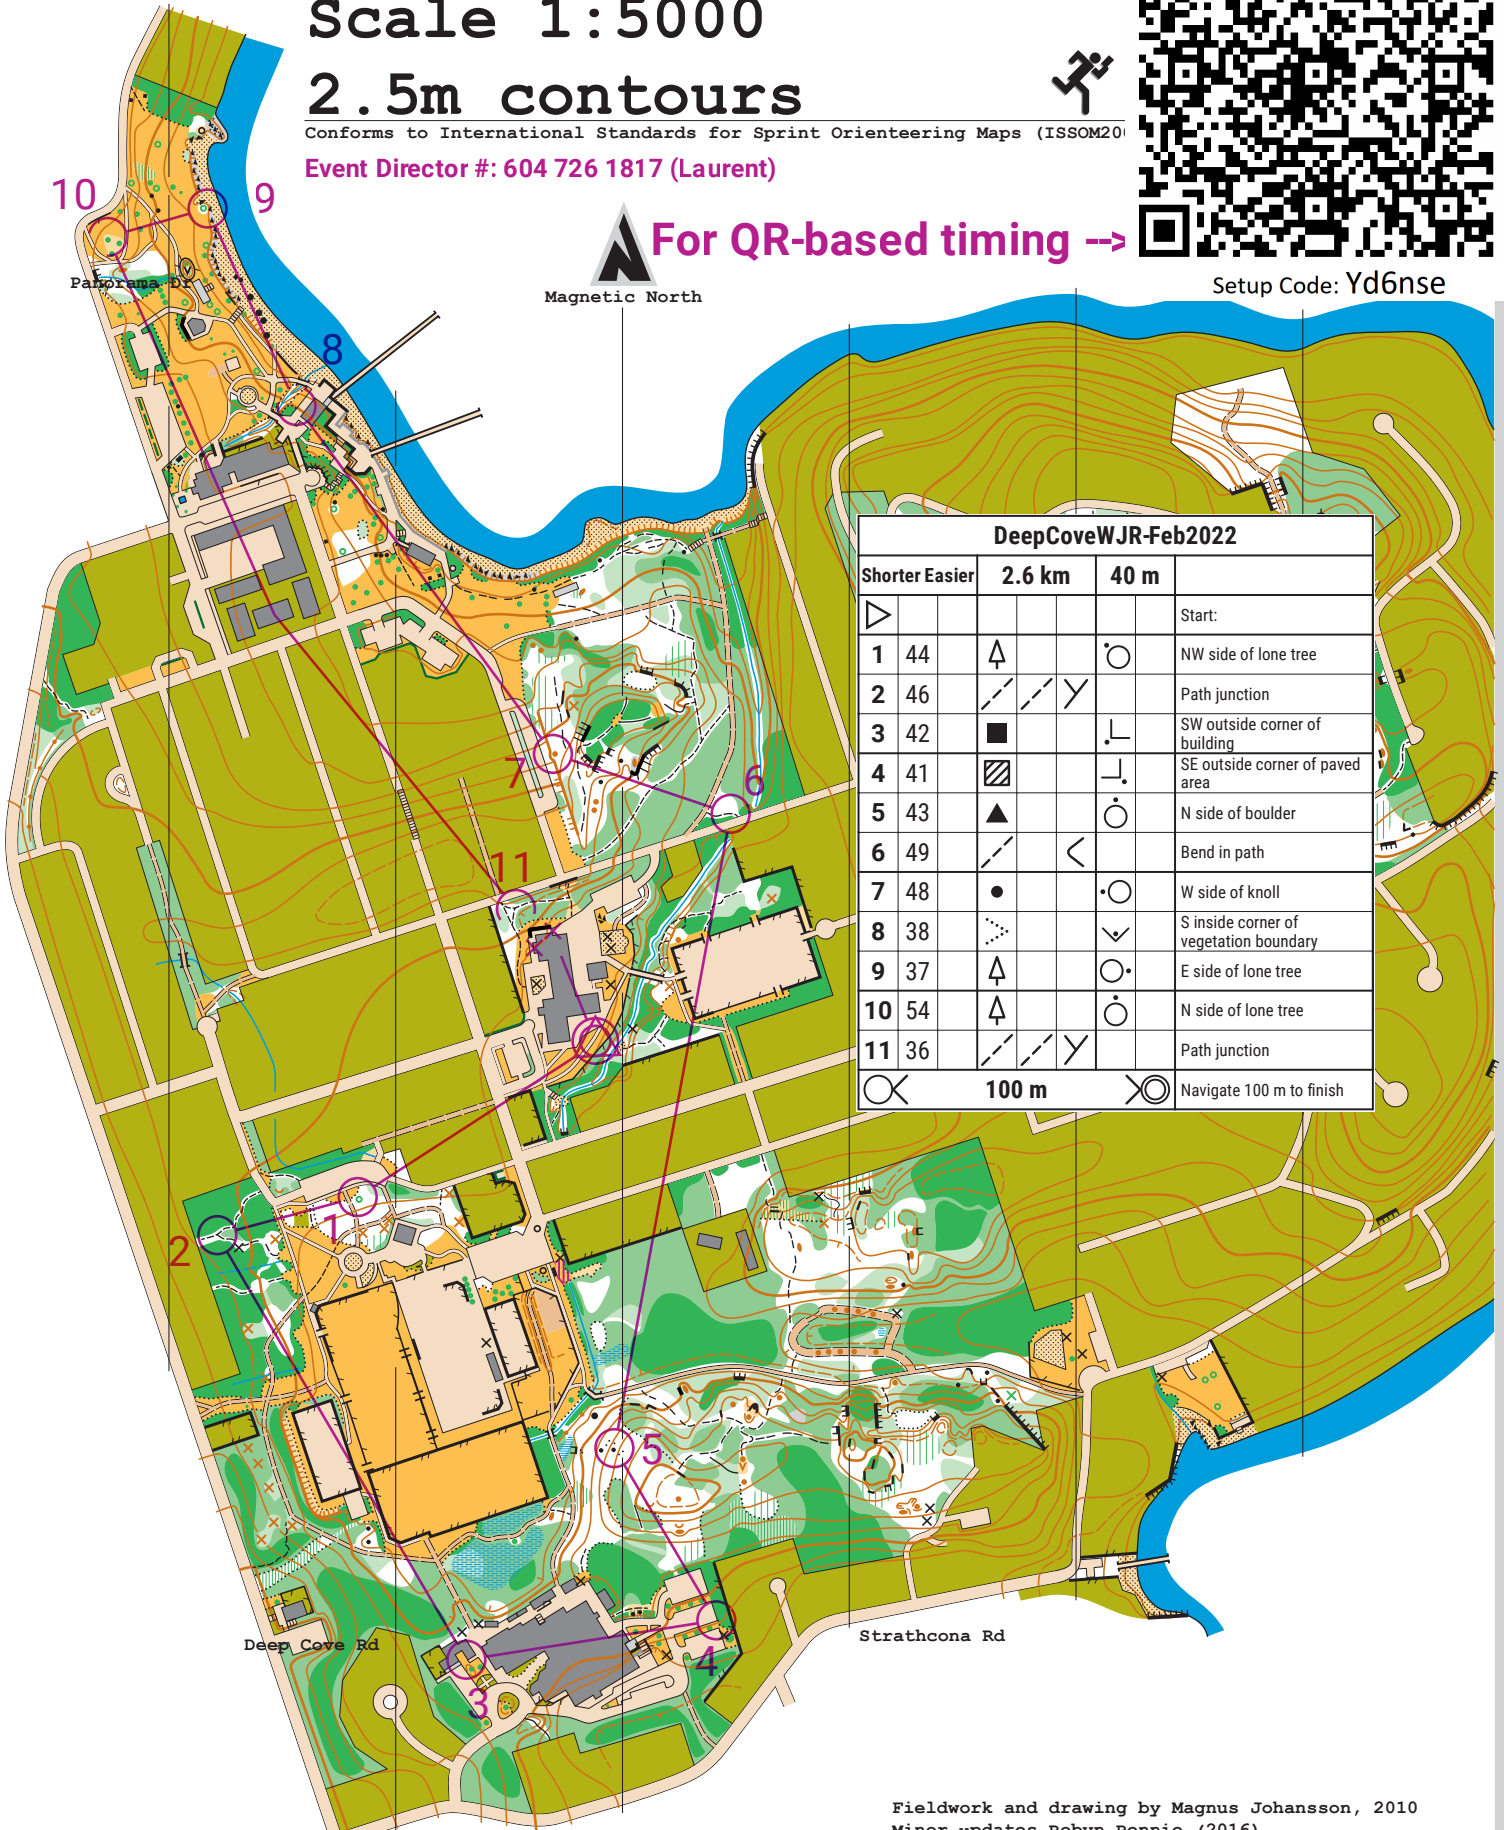 Scale 1:5000
2.5m contours
Conforms to International Standards for Sprint Orienteering Maps
Event Director #: 604 726 1817 (Laurent)
For QR-based timing -->
Setup Code: Yd6nse
Magnetic North
10
9
Panorama Dr
8
7
6
11
1
2
5
4
3
Deep Cove Rd
Strathcona Rd
DeepCoveWJR-Feb2022
Shorter Easier 2.6 km 40 m
Start:
1 44 NW side of lone tree
2 46 Path junction
3 42 SW outside corner of
building
4 41 SE outside corner of paved
area
5 43 N side of boulder
6 49 Bend in path
7 48 W side of knoll
8 38 S inside corner of
vegetation boundary
9 37 E side of lone tree
10 54 N side of lone tree
11 36 Path junction
100 m Navigate 100 m to finish
Fieldwork and drawing by Magnus Johansson, 2010